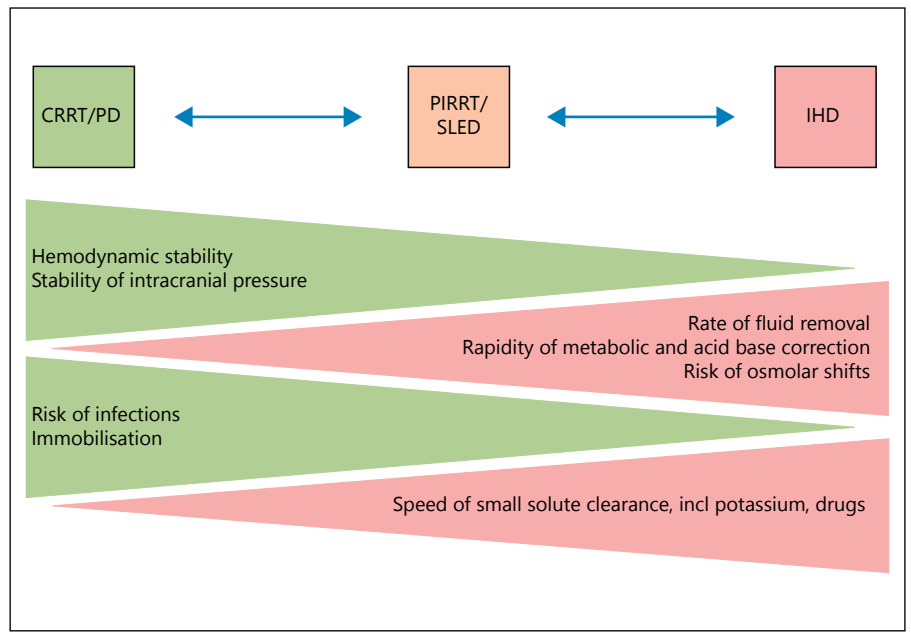 CRRT/PD
PIRRT/
SLED
IHD
Hemodynamic stability
Stability of intracranial pressure
Rate of fluid removal
Rapidity of metabolic and acid base correction
Risk of osmolar shifts
Risk of infections
Immobilisation
Speed of small solute clearance, incl potassium, drugs